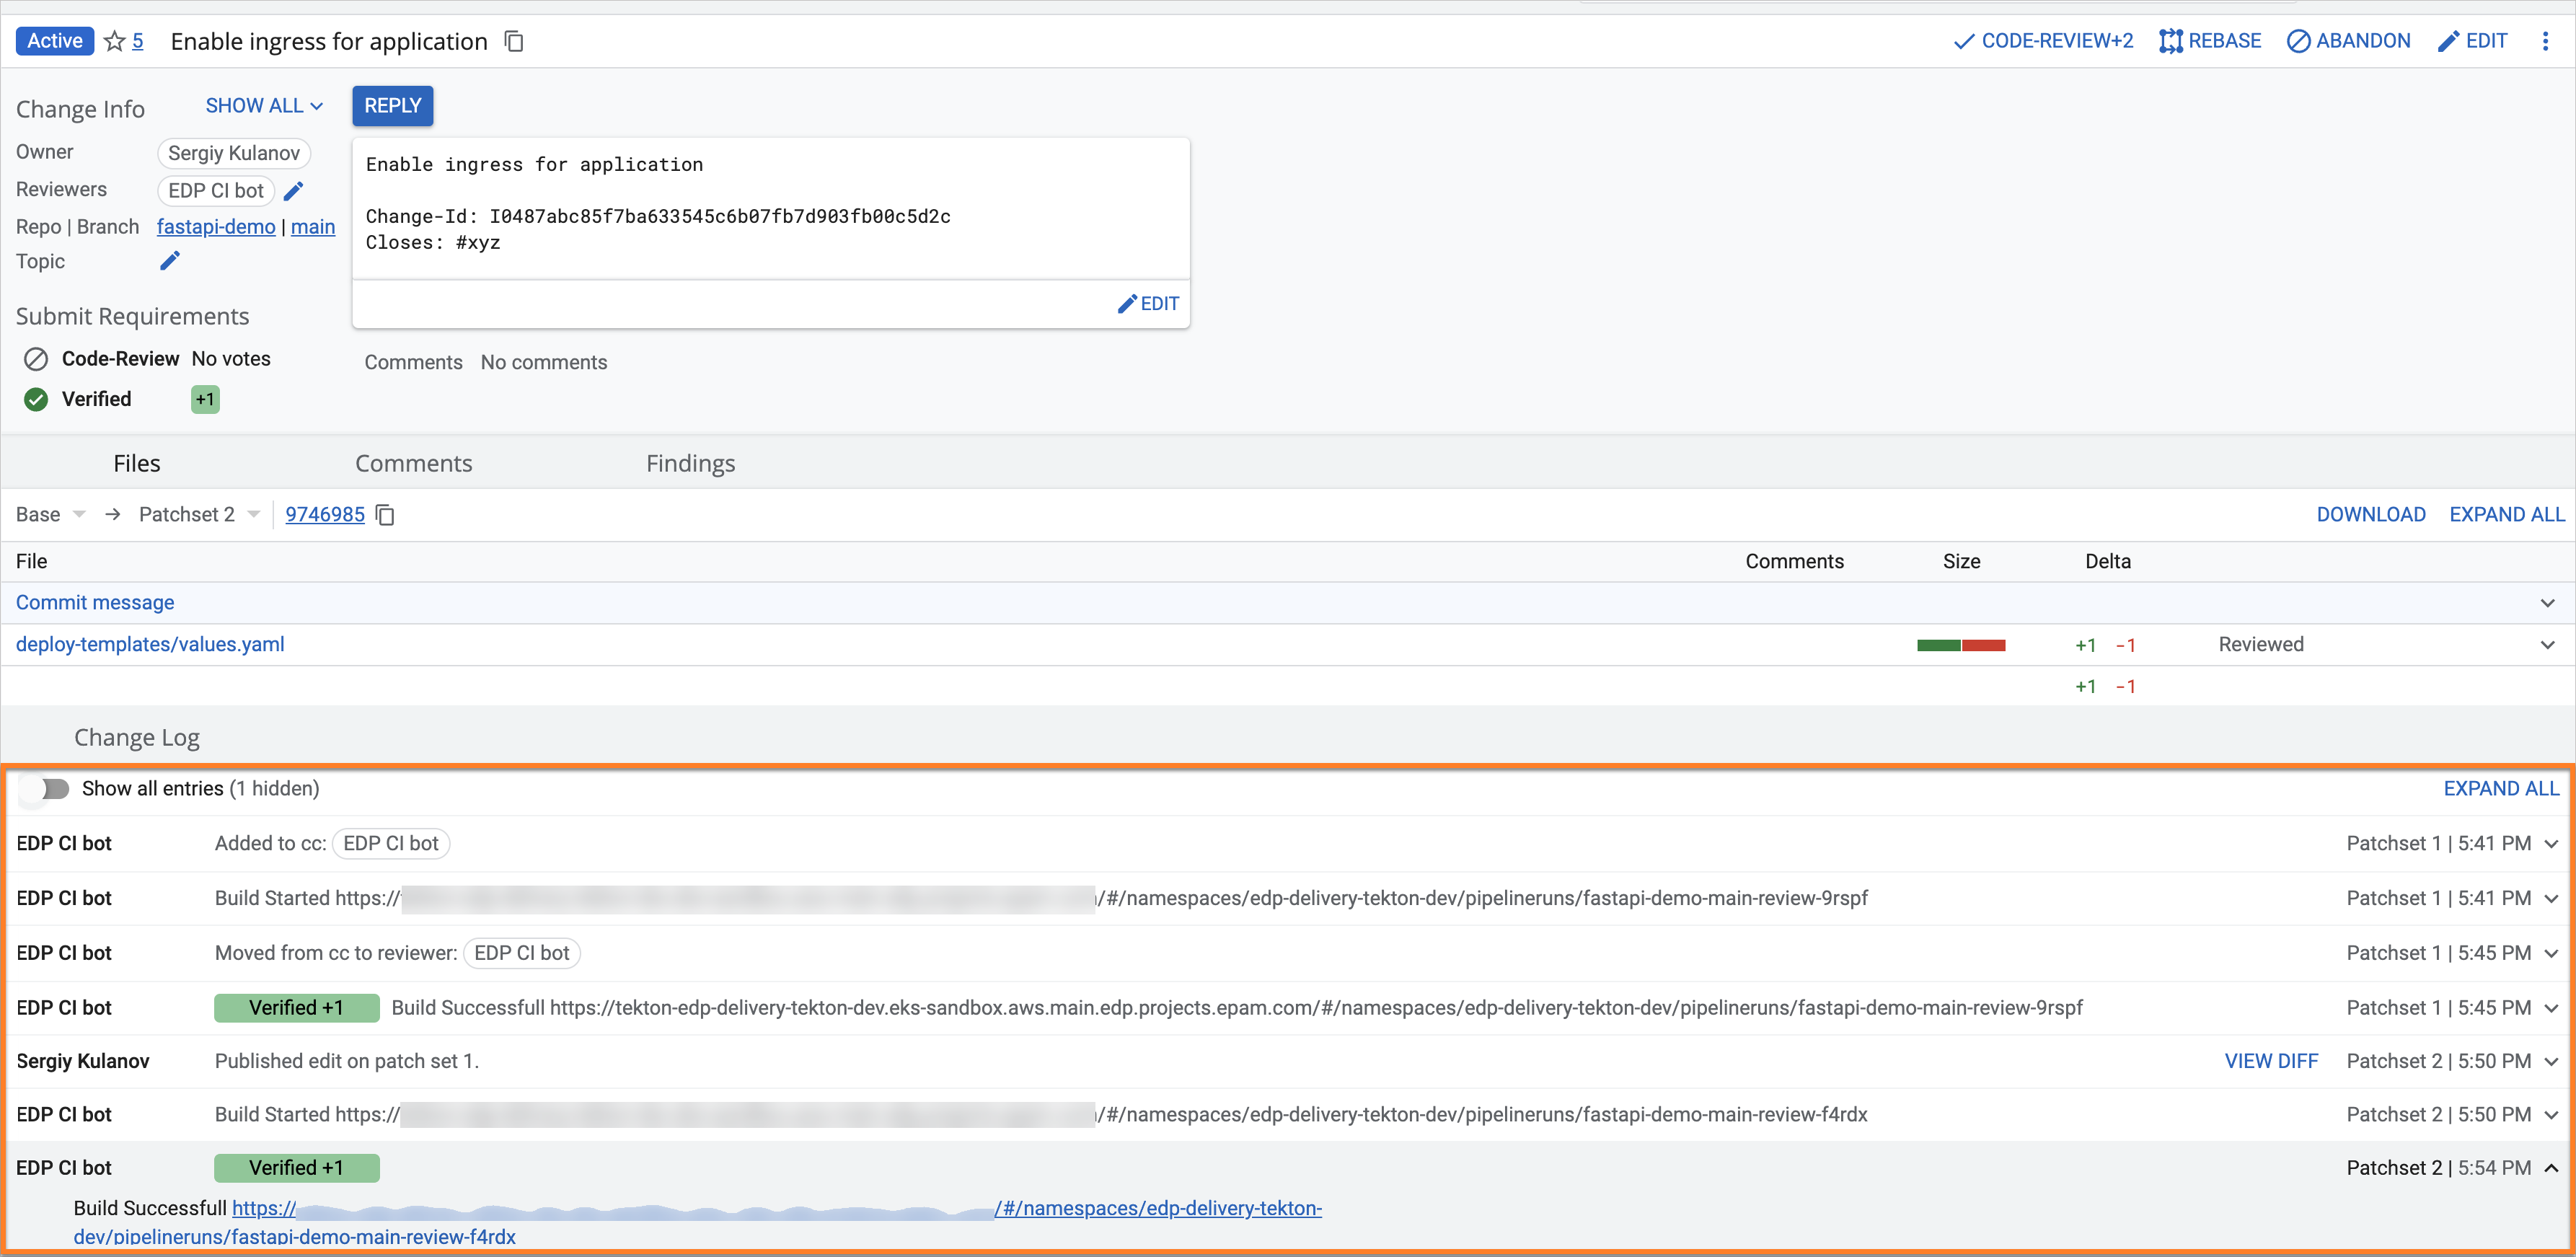 Active 5 Enable ingress for application CODE-REVIEW+2 REBASE ABANDON EDIT
Change Info SHOW ALL REPLY
Owner Sergiy Kulanov
Reviewers EDP CI bot
Repo | Branch fastapi-demo | main
Topic
Enable ingress for application
Change-Id: I0487abc85f7ba633545c6b07fb7d903fb00c5d2c
Closes: #xyz
EDIT
Submit Requirements
Code-Review No votes
Verified +1
Comments No comments
Files Comments Findings
Base → Patchset 2 9746985 DOWNLOAD EXPAND ALL
File Comments Size Delta
Commit message
deploy-templates/values.yaml +1 −1 Reviewed
+1 −1
Change Log
Show all entries (1 hidden) EXPAND ALL
EDP CI bot Added to cc: EDP CI bot Patchset 1 | 5:41 PM
EDP CI bot Build Started https:// /#/namespaces/edp-delivery-tekton-dev/pipelineruns/fastapi-demo-main-review-9rspf Patchset 1 | 5:41 PM
EDP CI bot Moved from cc to reviewer: EDP CI bot Patchset 1 | 5:45 PM
EDP CI bot Verified +1 Build Successfull https://tekton-edp-delivery-tekton-dev.eks-sandbox.aws.main.edp.projects.epam.com/#/namespaces/edp-delivery-tekton-dev/pipelineruns/fastapi-demo-main-review-9rspf Patchset 1 | 5:45 PM
Sergiy Kulanov Published edit on patch set 1. VIEW DIFF Patchset 2 | 5:50 PM
EDP CI bot Build Started https:// /#/namespaces/edp-delivery-tekton-dev/pipelineruns/fastapi-demo-main-review-f4rdx Patchset 2 | 5:50 PM
EDP CI bot Verified +1 Patchset 2 | 5:54 PM
Build Successfull https:// /#/namespaces/edp-delivery-tekton-
dev/pipelineruns/fastapi-demo-main-review-f4rdx